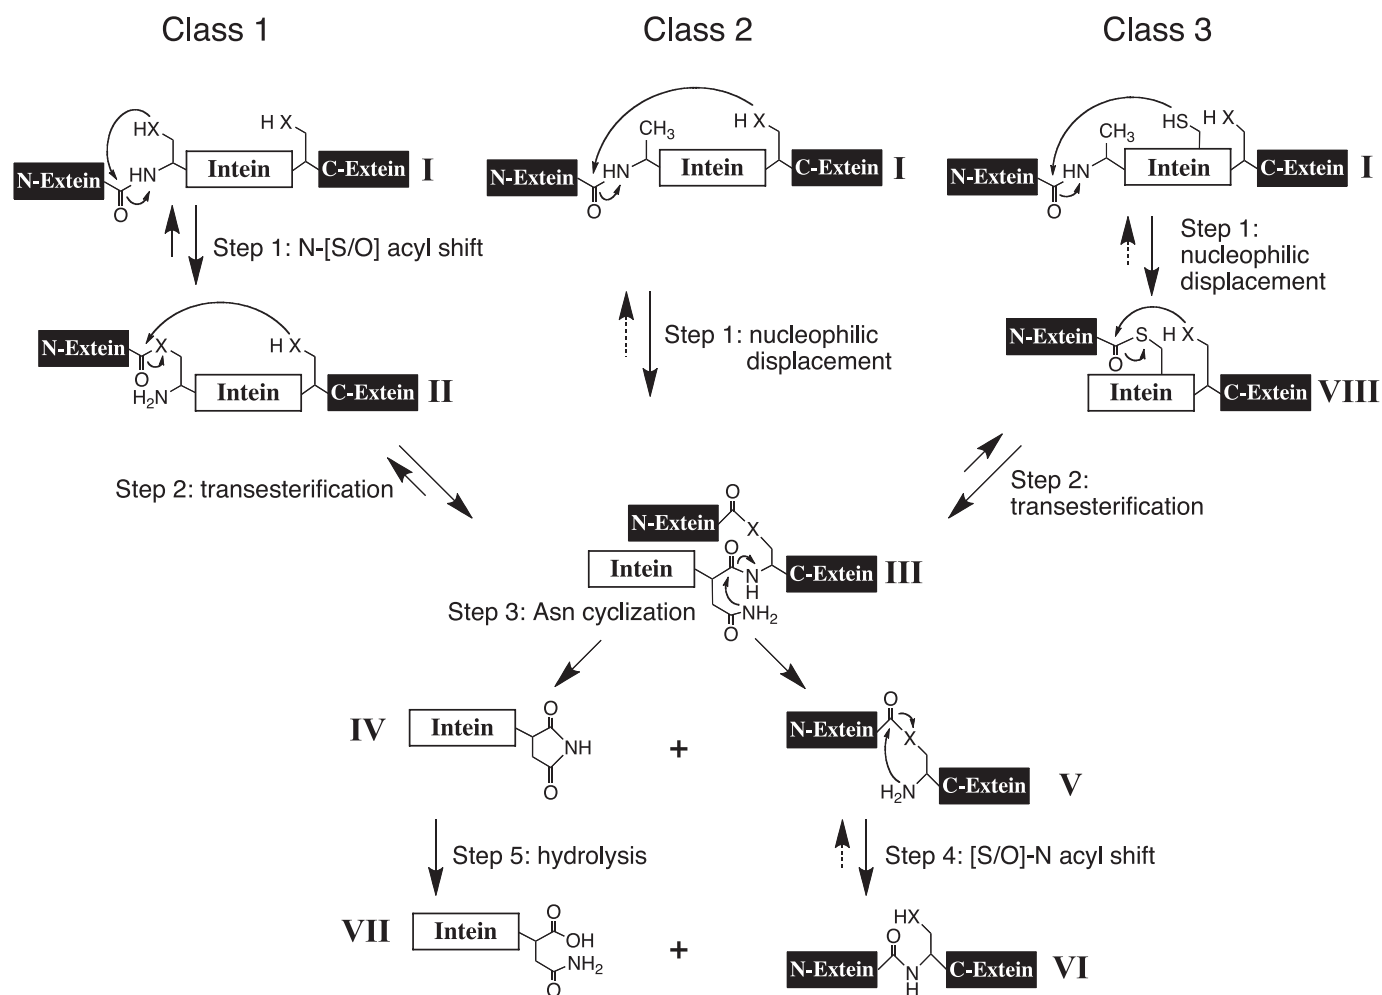 Class 1
Class 2
Class 3
HX
H X
N-Extein
HN
O
Intein
C-Extein
I
CH3
H X
N-Extein
HN
O
Intein
C-Extein
I
CH3
HS
H X
N-Extein
HN
O
Intein
C-Extein
I
Step 1: N-[S/O] acyl shift
Step 1: nucleophilic
displacement
Step 1:
nucleophilic
displacement
N-Extein
X
O
H2N
H X
Intein
C-Extein
II
N-Extein
S
O
H X
Intein
C-Extein
VIII
Step 2: transesterification
Step 2:
transesterification
O
N-Extein
X
Intein
O
N
H
C-Extein
III
NH2
O
Step 3: Asn cyclization
IV
Intein
O
NH
O
+
O
N-Extein
X
H2N
C-Extein
V
Step 5: hydrolysis
Step 4: [S/O]-N acyl shift
VII
Intein
O
OH
NH2
O
+
HX
O
N-Extein
N
H
C-Extein
VI